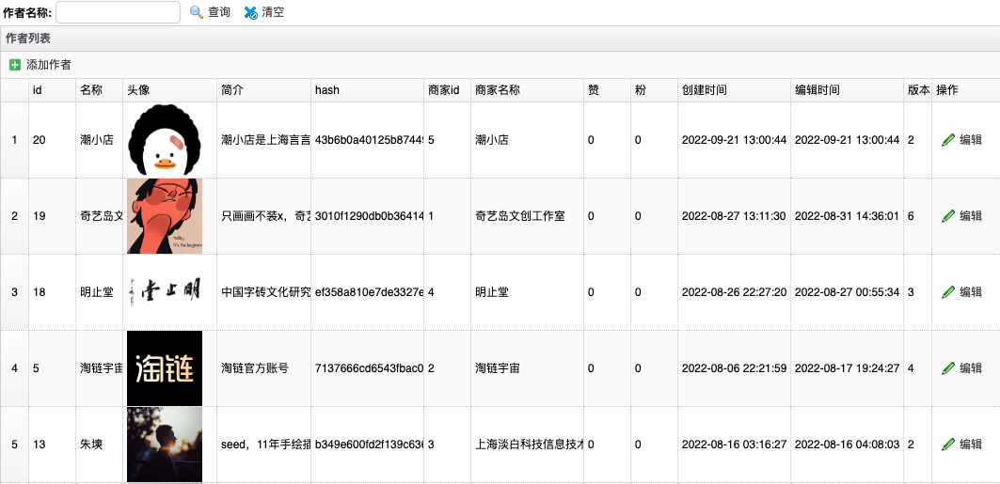 作者名称: 查询 清空
作者列表
添加作者
id 名称 头像 简介 hash 商家id 商家名称 赞 粉 创建时间 编辑时间 版本 操作
1 20 潮小店 潮小店是上海言言 43b6b0a40125b8744 5 潮小店 0 0 2022-09-21 13:00:44 2022-09-21 13:00:44 2 编辑
2 19 奇艺岛文 today it's the beginning 只画画不装x，奇艺 3010f1290db0b36414 1 奇艺岛文创工作室 0 0 2022-08-27 13:11:30 2022-08-31 14:36:01 6 编辑
3 18 明止堂 明止堂 中国字砖文化研究 ef358a810e7de3327e 4 明止堂 0 0 2022-08-26 22:27:20 2022-08-27 00:55:34 3 编辑
4 5 淘链宇宙 淘链 淘链官方账号 7137666cd6543fbac0 2 淘链宇宙 0 0 2022-08-06 22:21:59 2022-08-17 19:24:27 4 编辑
5 13 朱墺 seed，11年手绘插 b349e600fd2f139c636 3 上海淡白科技信息技术 0 0 2022-08-16 03:16:27 2022-08-16 04:08:03 2 编辑